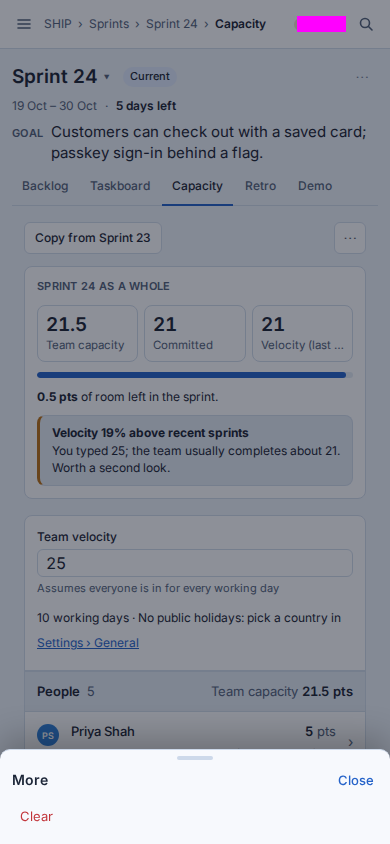 SHIP › Sprints › Sprint 24 › Capacity
Sprint 24 ▾ Current ···
19 Oct – 30 Oct · 5 days left
GOAL Customers can check out with a saved card;
passkey sign-in behind a flag.
Backlog Taskboard Capacity Retro Demo
Copy from Sprint 23 ···
SPRINT 24 AS A WHOLE
21.5 21 21
Team capacity Committed Velocity (last ...
0.5 pts of room left in the sprint.
Velocity 19% above recent sprints
You typed 25; the team usually completes about 21.
Worth a second look.
Team velocity
25
Assumes everyone is in for every working day
10 working days · No public holidays: pick a country in
Settings › General
People 5 Team capacity 21.5 pts
PS Priya Shah 5 pts ›
More Close
Clear